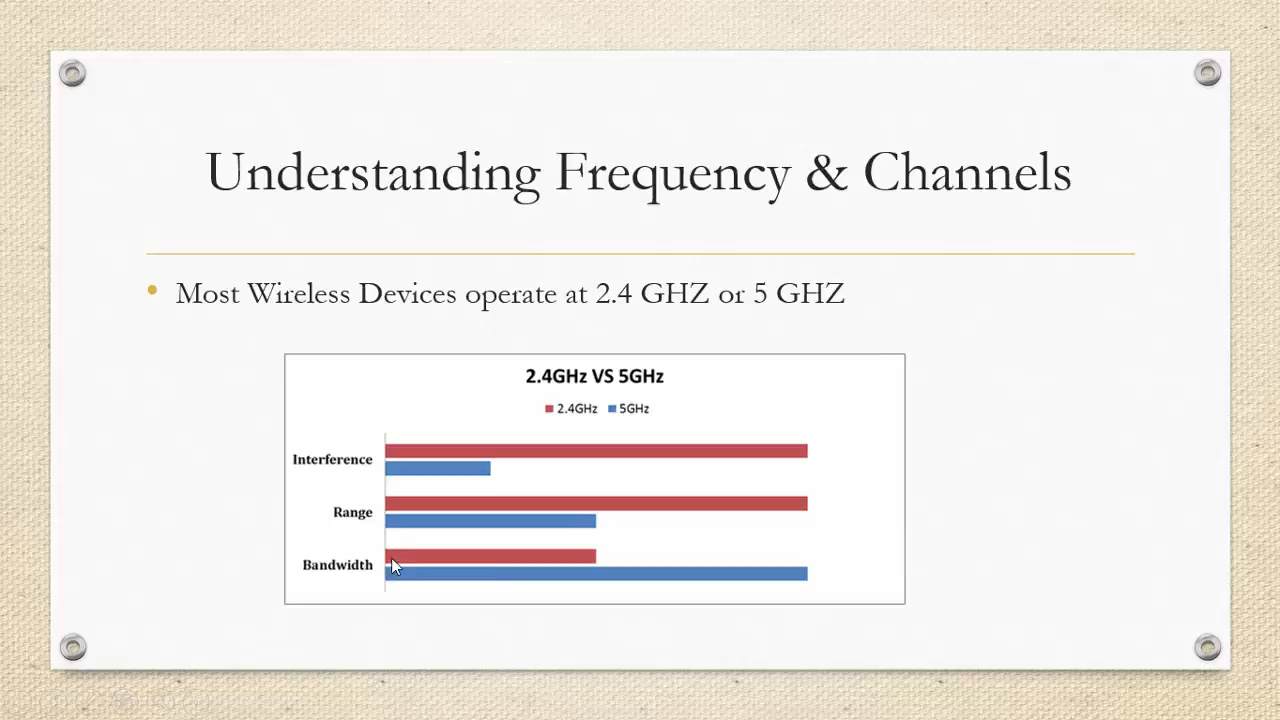 Understanding Frequency & Channels
• Most Wireless Devices operate at 2.4 GHZ or 5 GHZ
2.4GHz VS 5GHz
2.4GHz 5GHz
Interference
Range
Bandwidth